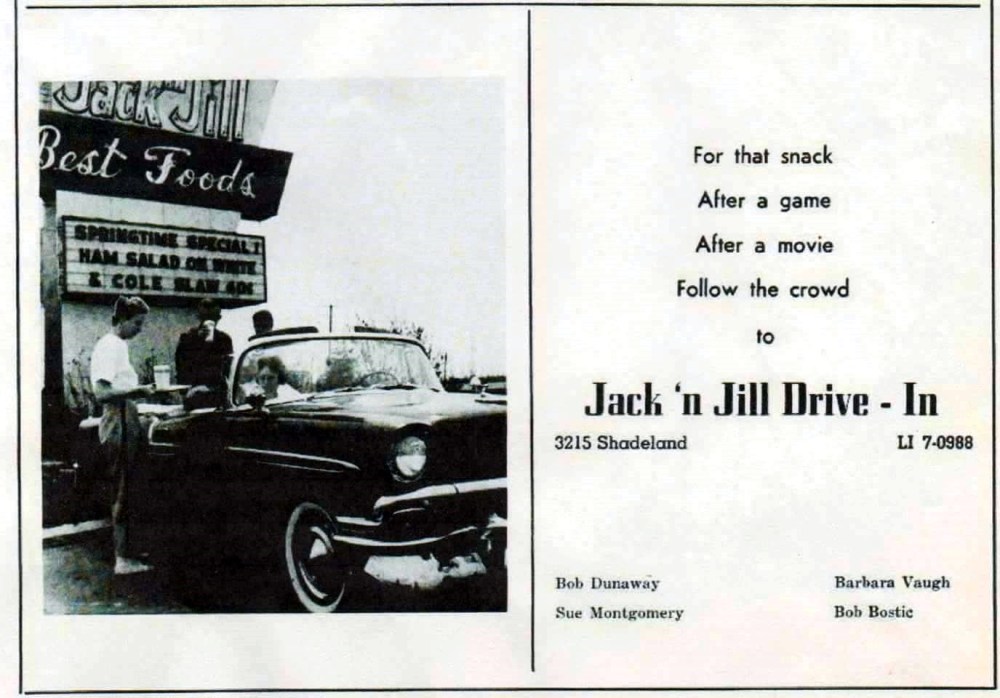 Jack 'n Jill
Best Foods
SPRINGTIME SPECIAL!
HAM SALAD ON WHITE
& COLE SLAW 40¢
For that snack
After a game
After a movie
Follow the crowd
to
Jack 'n Jill Drive - In
3215 Shadeland LI 7-0988
Bob Dunaway Barbara Vaugh
Sue Montgomery Bob Bostic